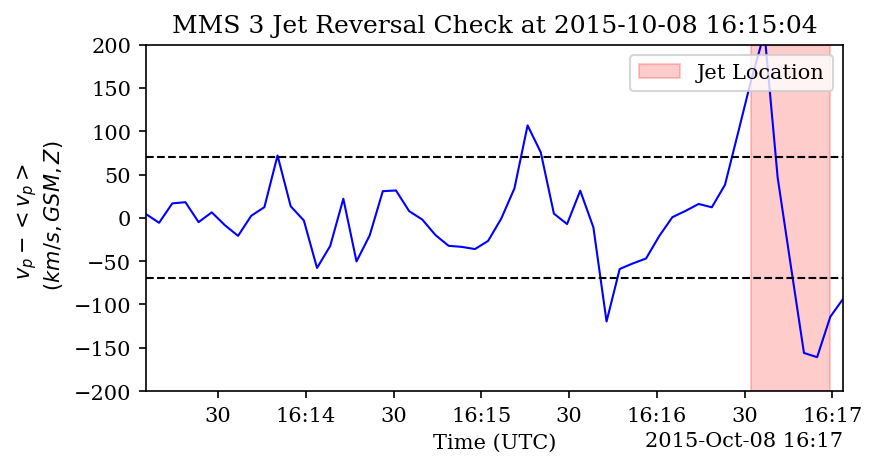 MMS 3 Jet Reversal Check at 2015-10-08 16:15:04
200
150
100
50
0
−50
−100
−150
−200
v_p − < v_p >
(km/s, GSM, Z)
Jet Location
30 16:14 30 16:15 30 16:16 30 16:17
Time (UTC)
2015-Oct-08 16:17